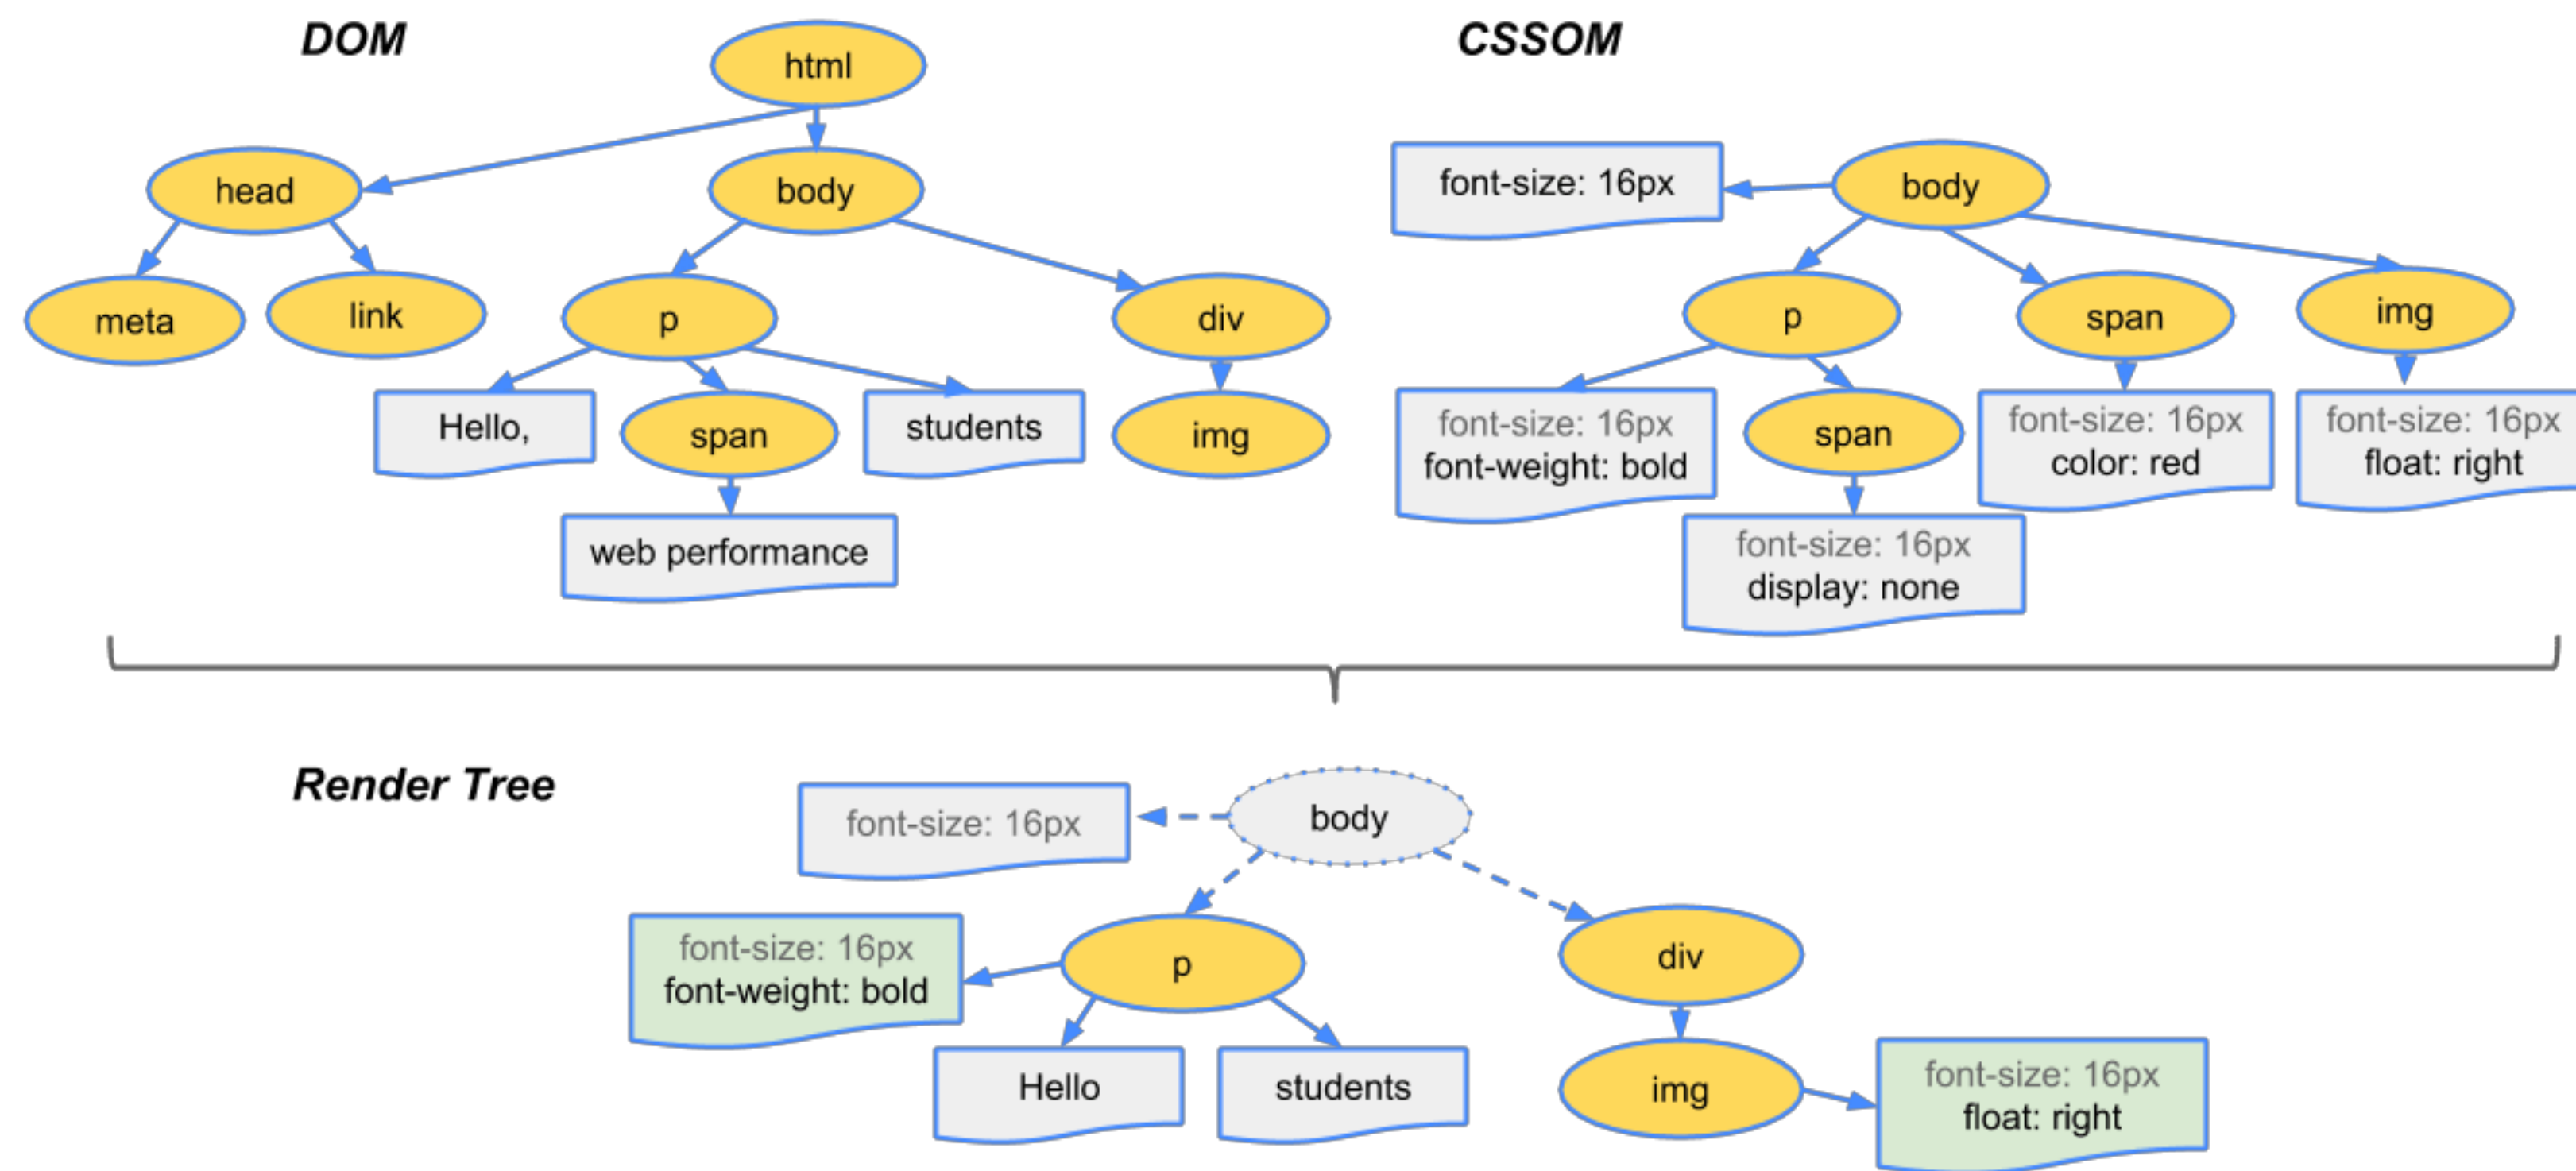 DOM
html
head
body
meta
link
p
div
Hello,
span
students
img
web performance
CSSOM
font-size: 16px
body
p
span
img
font-size: 16px
font-weight: bold
span
font-size: 16px
color: red
font-size: 16px
float: right
font-size: 16px
display: none
Render Tree
font-size: 16px
body
font-size: 16px
font-weight: bold
p
div
Hello
students
img
font-size: 16px
float: right